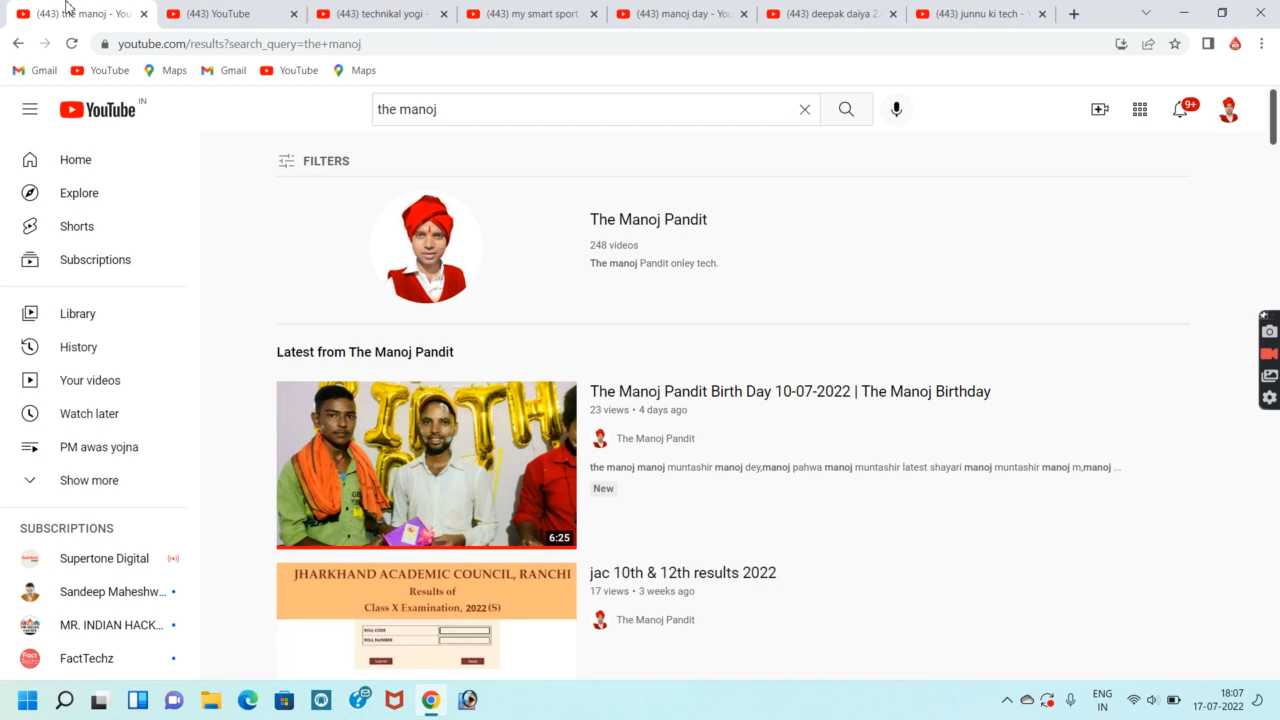 (443) the manoj - You
(443) YouTube
(443) technikal yogi -
(443) my smart sport
(443) manoj day - You
(443) deepak daiya 2.
(443) junnu ki tech - Y
youtube.com/results?search_query=the+manoj
Gmail YouTube Maps Gmail YouTube Maps
YouTube IN
the manoj
9+
Home
Explore
Shorts
Subscriptions
Library
History
Your videos
Watch later
PM awas yojna
Show more
SUBSCRIPTIONS
Supertone Digital
Sandeep Maheshw...
MR. INDIAN HACK...
FactTechz
FILTERS
The Manoj Pandit
248 videos
The manoj Pandit onley tech.
Latest from The Manoj Pandit
6:25
The Manoj Pandit Birth Day 10-07-2022 | The Manoj Birthday
23 views • 4 days ago
The Manoj Pandit
the manoj manoj muntashir manoj dey,manoj pahwa manoj muntashir latest shayari manoj muntashir manoj m,manoj ...
New
JHARKHAND ACADEMIC COUNCIL, RANCHI
Results of
Class X Examination, 2022 (S)
ROLL CODE
ROLL NUMBER
Submit Reset
jac 10th & 12th results 2022
17 views • 3 weeks ago
The Manoj Pandit
ENG
IN
18:07
17-07-2022